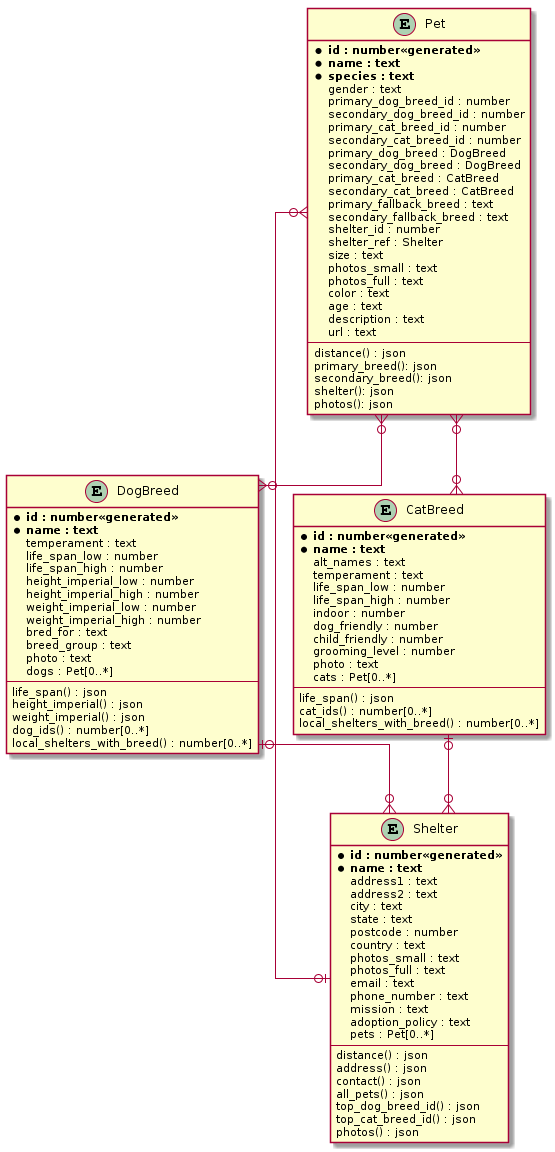 E Pet
id : number«generated»
name : text
species : text
gender : text
primary_dog_breed_id : number
secondary_dog_breed_id : number
primary_cat_breed_id : number
secondary_cat_breed_id : number
primary_dog_breed : DogBreed
secondary_dog_breed : DogBreed
primary_cat_breed : CatBreed
secondary_cat_breed : CatBreed
primary_fallback_breed : text
secondary_fallback_breed : text
shelter_id : number
shelter_ref : Shelter
size : text
photos_small : text
photos_full : text
color : text
age : text
description : text
url : text
distance() : json
primary_breed(): json
secondary_breed(): json
shelter(): json
photos(): json
E DogBreed
id : number«generated»
name : text
temperament : text
life_span_low : number
life_span_high : number
height_imperial_low : number
height_imperial_high : number
weight_imperial_low : number
weight_imperial_high : number
bred_for : text
breed_group : text
photo : text
dogs : Pet[0..*]
life_span() : json
height_imperial() : json
weight_imperial() : json
dog_ids() : number[0..*]
local_shelters_with_breed() : number[0..*]
E CatBreed
id : number«generated»
name : text
alt_names : text
temperament : text
life_span_low : number
life_span_high : number
indoor : number
dog_friendly : number
child_friendly : number
grooming_level : number
photo : text
cats : Pet[0..*]
life_span() : json
cat_ids() : number[0..*]
local_shelters_with_breed() : number[0..*]
E Shelter
id : number«generated»
name : text
address1 : text
address2 : text
city : text
state : text
postcode : number
country : text
photos_small : text
photos_full : text
email : text
phone_number : text
mission : text
adoption_policy : text
pets : Pet[0..*]
distance() : json
address() : json
contact() : json
all_pets() : json
top_dog_breed_id() : json
top_cat_breed_id() : json
photos() : json